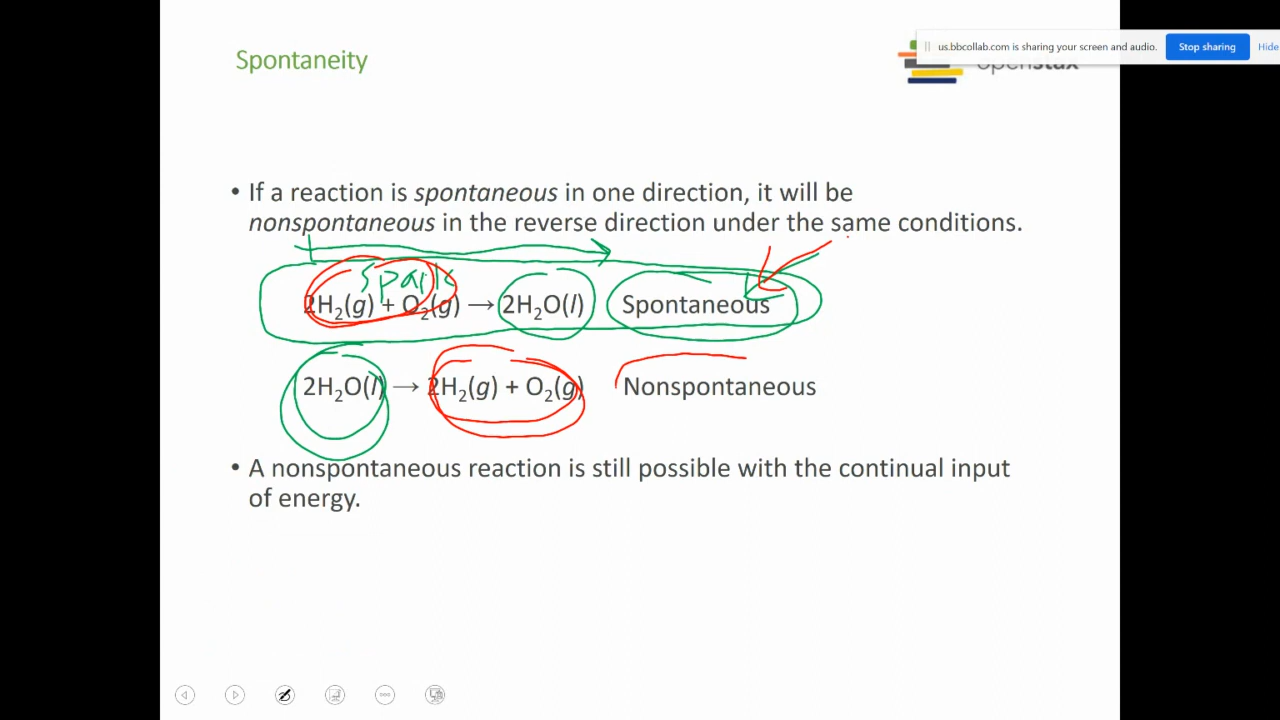 Spontaneity
us.bbcollab.com is sharing your screen and audio.
Stop sharing
Hide
openstax
• If a reaction is spontaneous in one direction, it will be
nonspontaneous in the reverse direction under the same conditions.
spark
2H₂(g) + O₂(g) → 2H₂O(l) Spontaneous
2H₂O(l) → 2H₂(g) + O₂(g) Nonspontaneous
• A nonspontaneous reaction is still possible with the continual input
of energy.